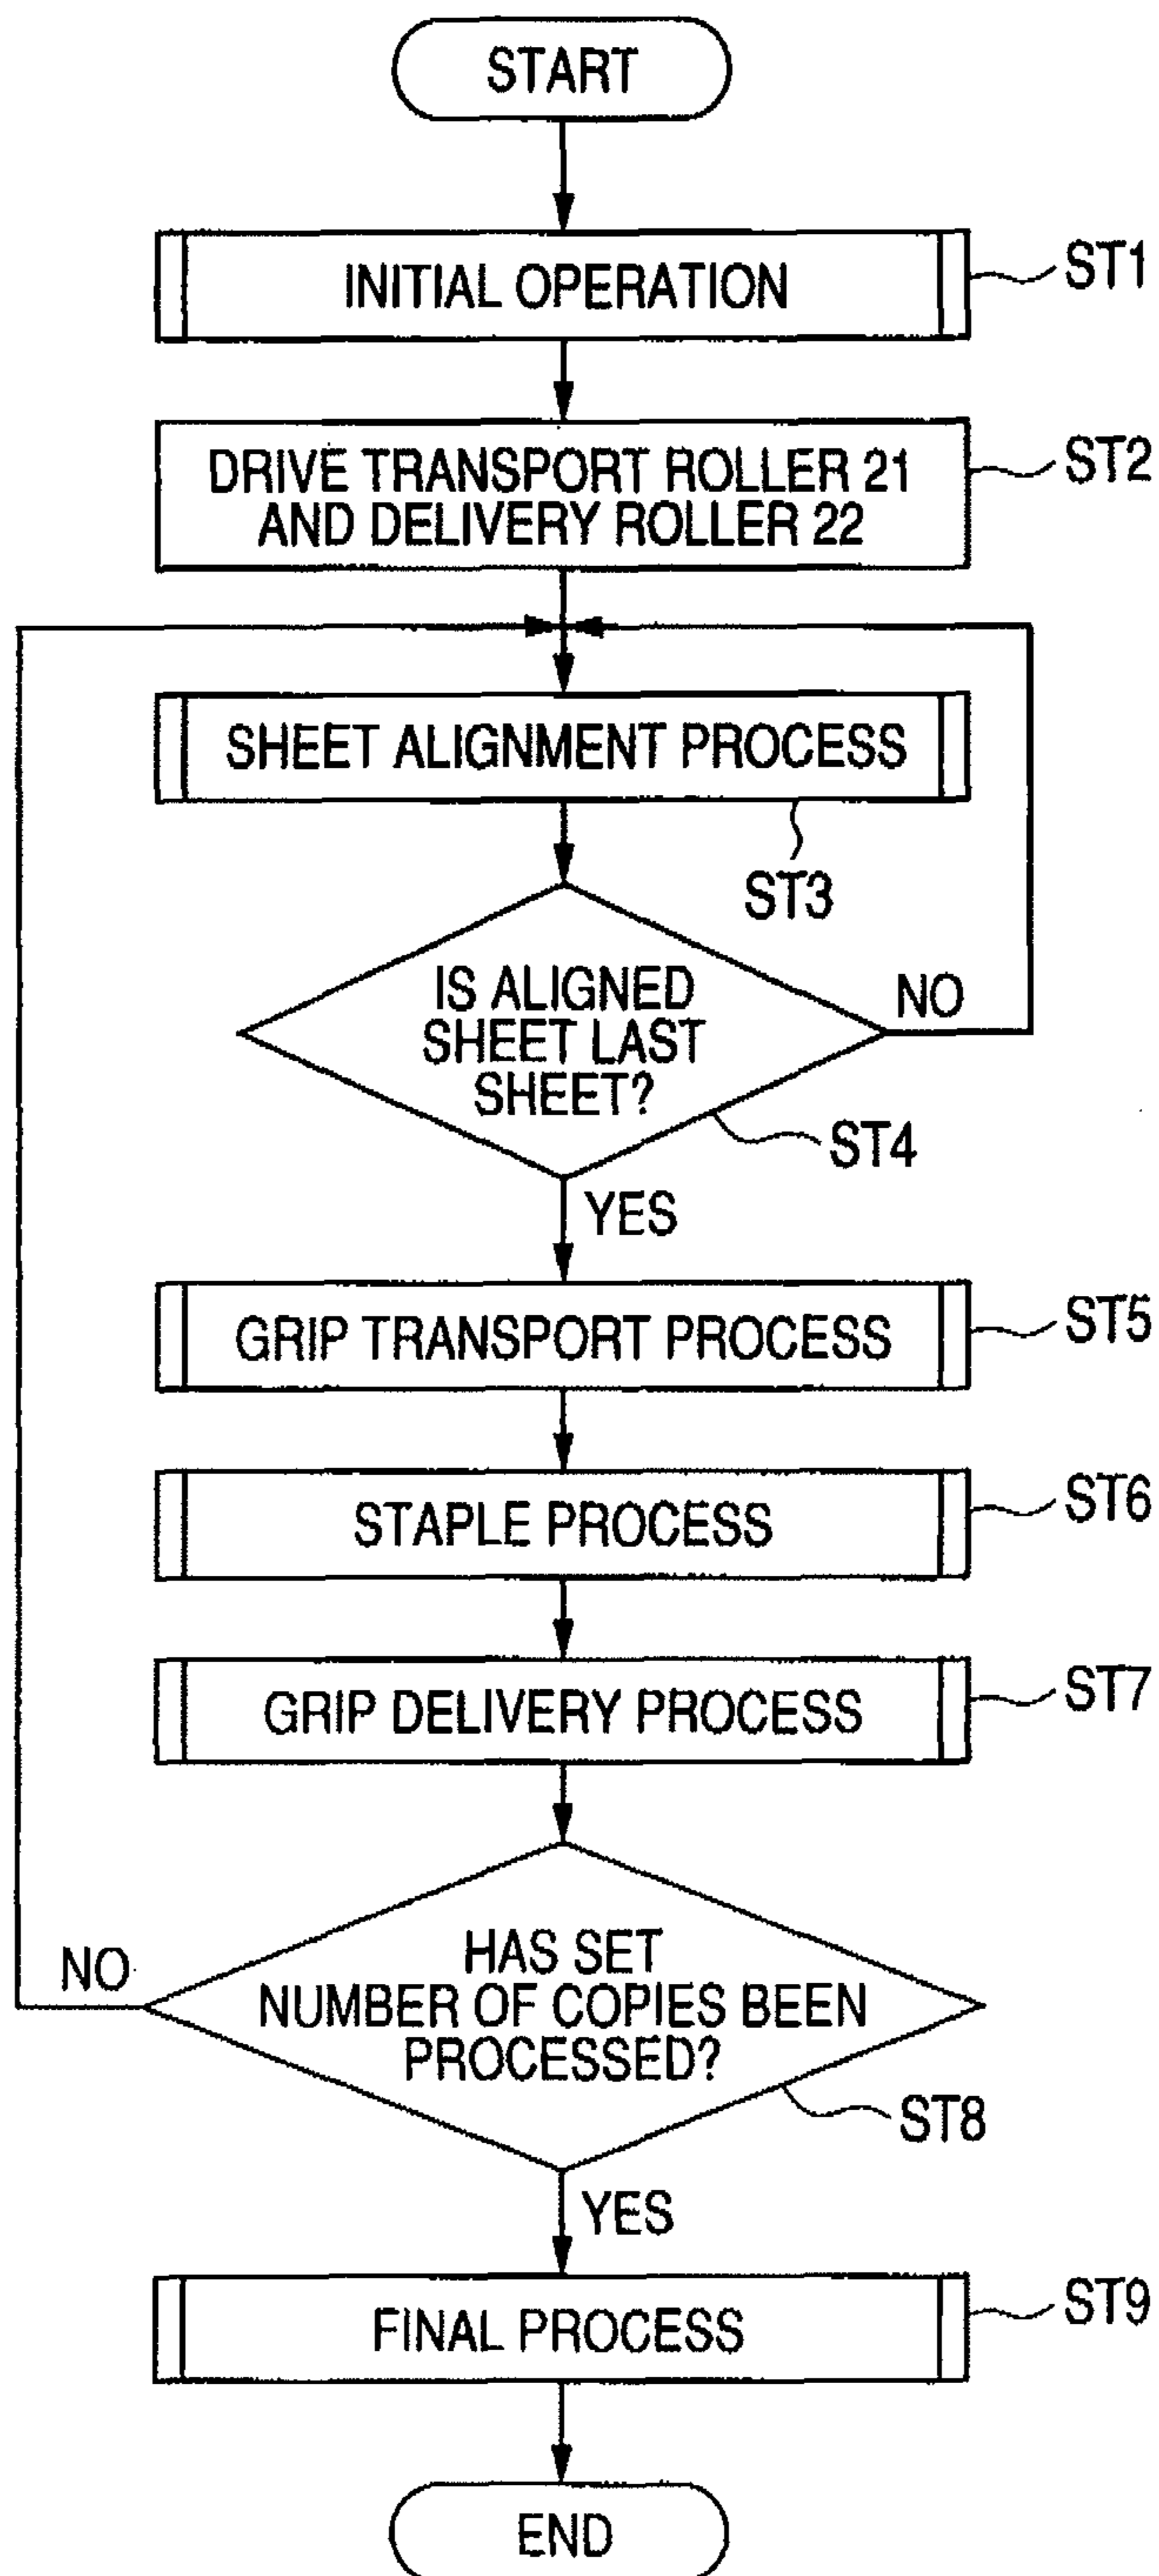 START
INITIAL OPERATION
ST1
DRIVE TRANSPORT ROLLER 21
AND DELIVERY ROLLER 22
ST2
SHEET ALIGNMENT PROCESS
ST3
IS ALIGNED
SHEET LAST
SHEET?
NO
ST4
YES
GRIP TRANSPORT PROCESS
ST5
STAPLE PROCESS
ST6
GRIP DELIVERY PROCESS
ST7
HAS SET
NUMBER OF COPIES BEEN
PROCESSED?
NO
ST8
YES
FINAL PROCESS
ST9
END